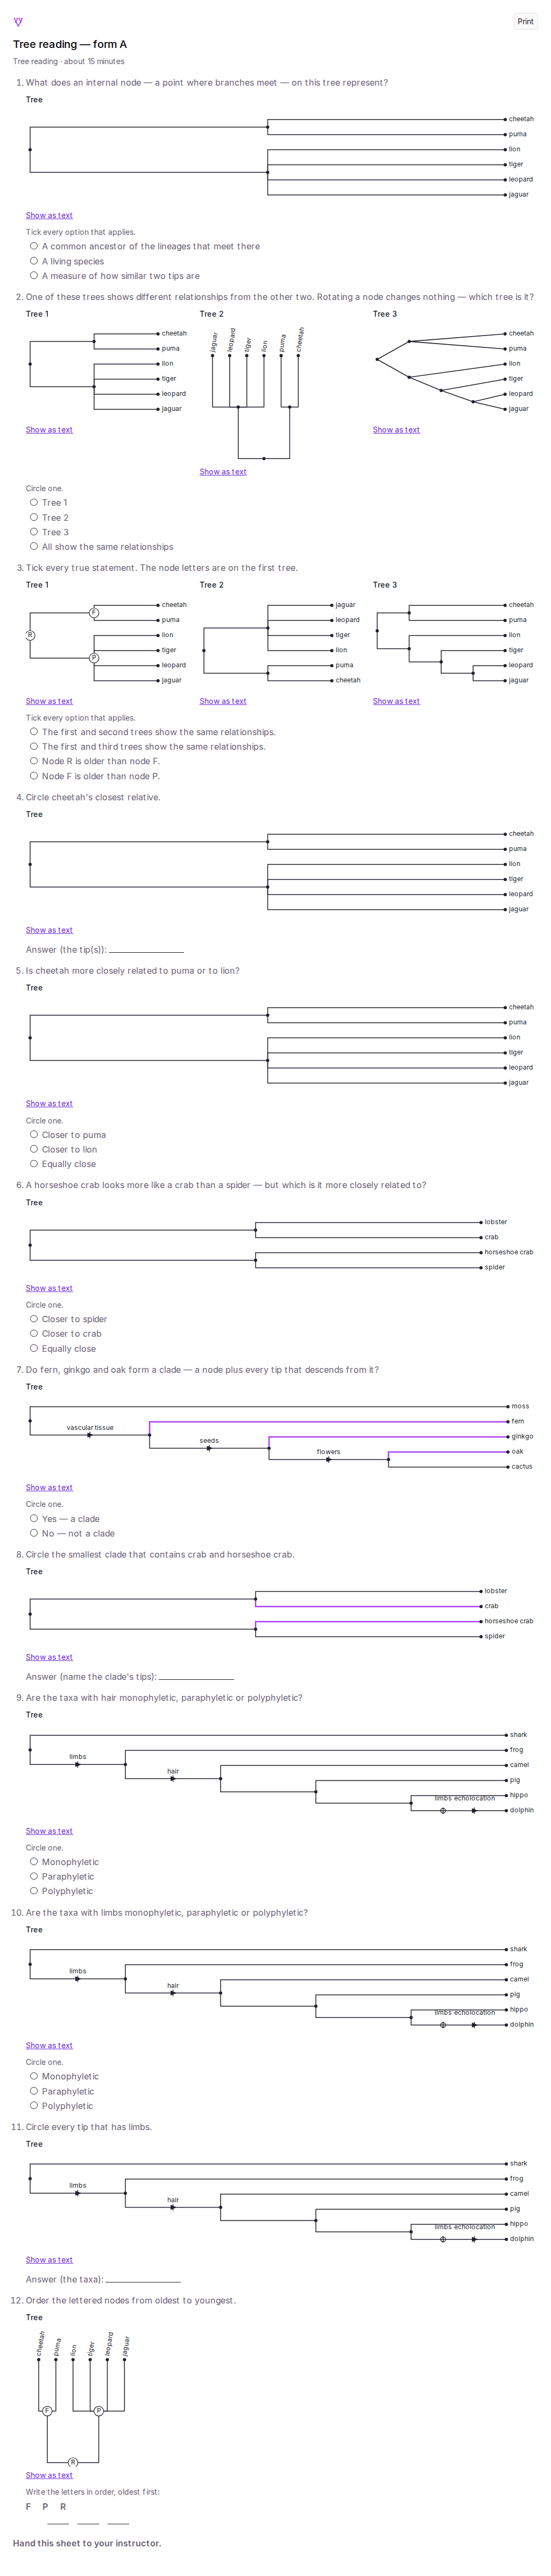 Print
Tree reading — form A
Tree reading · about 15 minutes
1. What does an internal node — a point where branches meet — on this tree represent?
Tree
cheetah
puma
lion
tiger
leopard
jaguar
Show as text
Tick every option that applies.
A common ancestor of the lineages that meet there
A living species
A measure of how similar two tips are
2. One of these trees shows different relationships from the other two. Rotating a node changes nothing — which tree is it?
Tree 1
cheetah
puma
lion
tiger
leopard
jaguar
Show as text
Tree 2
jaguar
leopard
tiger
lion
puma
cheetah
Show as text
Tree 3
cheetah
puma
lion
tiger
leopard
jaguar
Show as text
Circle one.
Tree 1
Tree 2
Tree 3
All show the same relationships
3. Tick every true statement. The node letters are on the first tree.
Tree 1
F
R
P
cheetah
puma
lion
tiger
leopard
jaguar
Show as text
Tree 2
jaguar
leopard
tiger
lion
puma
cheetah
Show as text
Tree 3
cheetah
puma
lion
tiger
leopard
jaguar
Show as text
Tick every option that applies.
The first and second trees show the same relationships.
The first and third trees show the same relationships.
Node R is older than node F.
Node F is older than node P.
4. Circle cheetah's closest relative.
Tree
cheetah
puma
lion
tiger
leopard
jaguar
Show as text
Answer (the tip(s)):
5. Is cheetah more closely related to puma or to lion?
Tree
cheetah
puma
lion
tiger
leopard
jaguar
Show as text
Circle one.
Closer to puma
Closer to lion
Equally close
6. A horseshoe crab looks more like a crab than a spider — but which is it more closely related to?
Tree
lobster
crab
horseshoe crab
spider
Show as text
Circle one.
Closer to spider
Closer to crab
Equally close
7. Do fern, ginkgo and oak form a clade — a node plus every tip that descends from it?
Tree
moss
fern
vascular tissue
ginkgo
seeds
oak
flowers
cactus
Show as text
Circle one.
Yes — a clade
No — not a clade
8. Circle the smallest clade that contains crab and horseshoe crab.
Tree
lobster
crab
horseshoe crab
spider
Show as text
Answer (name the clade's tips):
9. Are the taxa with hair monophyletic, paraphyletic or polyphyletic?
Tree
shark
frog
limbs
camel
hair
pig
hippo
limbs echolocation
dolphin
Show as text
Circle one.
Monophyletic
Paraphyletic
Polyphyletic
10. Are the taxa with limbs monophyletic, paraphyletic or polyphyletic?
Tree
shark
frog
limbs
camel
hair
pig
hippo
limbs echolocation
dolphin
Show as text
Circle one.
Monophyletic
Paraphyletic
Polyphyletic
11. Circle every tip that has limbs.
Tree
shark
frog
limbs
camel
hair
pig
hippo
limbs echolocation
dolphin
Show as text
Answer (the taxa):
12. Order the lettered nodes from oldest to youngest.
Tree
cheetah
puma
lion
tiger
leopard
jaguar
F
P
R
Show as text
Write the letters in order, oldest first:
F P R
Hand this sheet to your instructor.